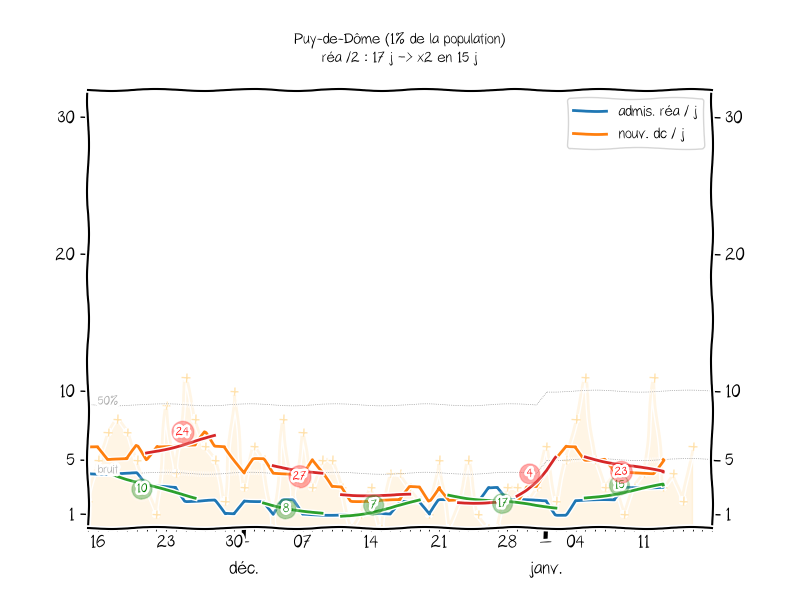 Puy-de-Dôme (1% de la population)
réa /2 : 17 j -> x2 en 15 j
admis. réa / j
nouv. dc / j
30 30
20 20
10 10
50%
24
5 5
bruit
10
8
27
7
17
4
23
15
1 1
16 23 30 07 14 21 28 04 11
déc. janv.